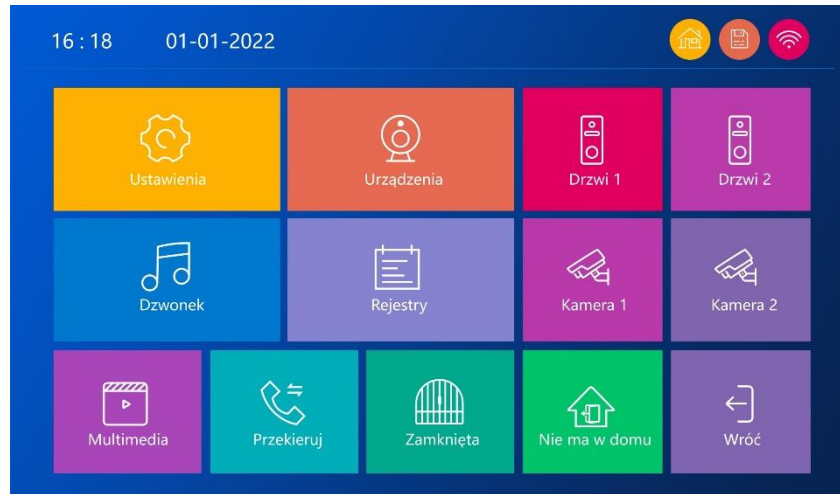 16 : 18 01-01-2022
Ustawienia
Urządzenia
Drzwi 1
Drzwi 2
Dzwonek
Rejestry
Kamera 1
Kamera 2
Multimedia
Przekieruj
Zamknięta
Nie ma w domu
Wróć